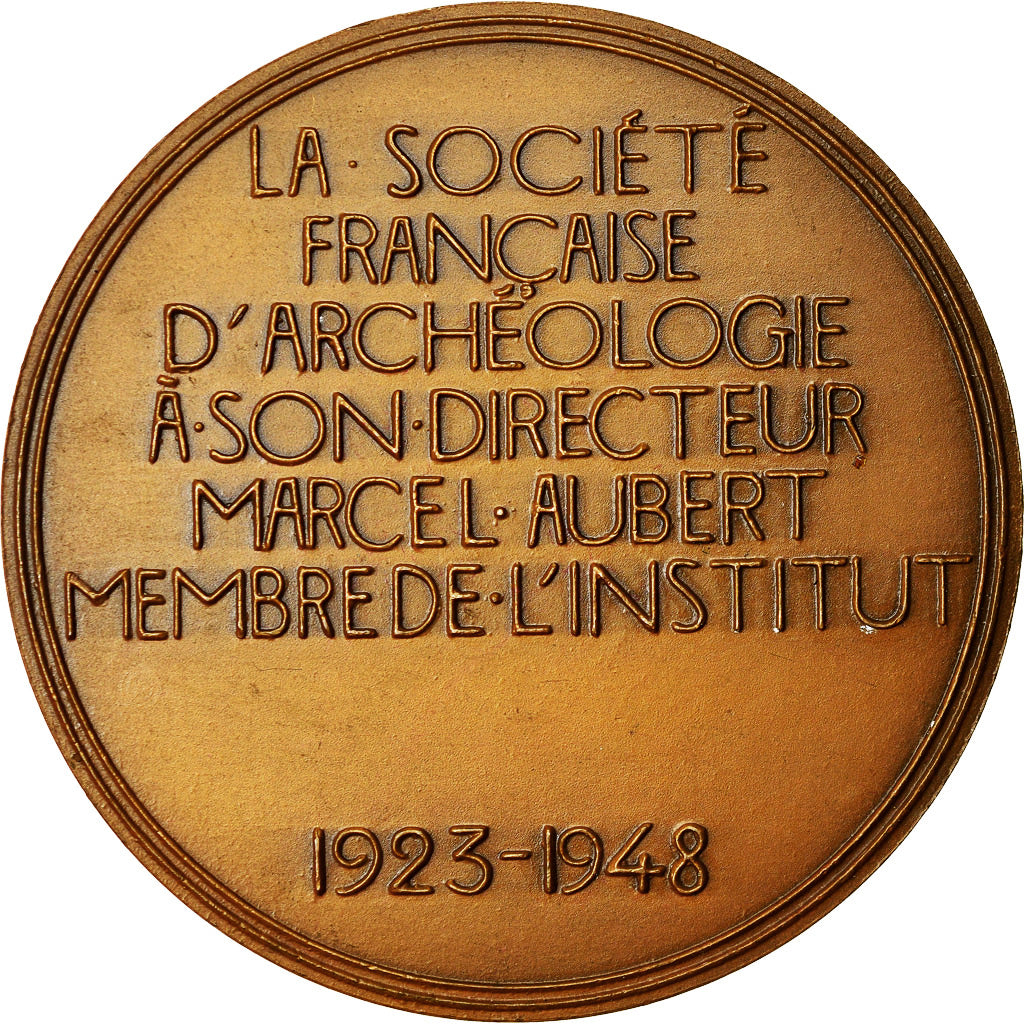 LA · SOCIÉTÉ
FRANÇAISE
D'ARCHÉOLOGIE
À·SON·DIRECTEUR
MARCEL·AUBERT
MEMBRE DE·L'INSTITUT
1923-1948